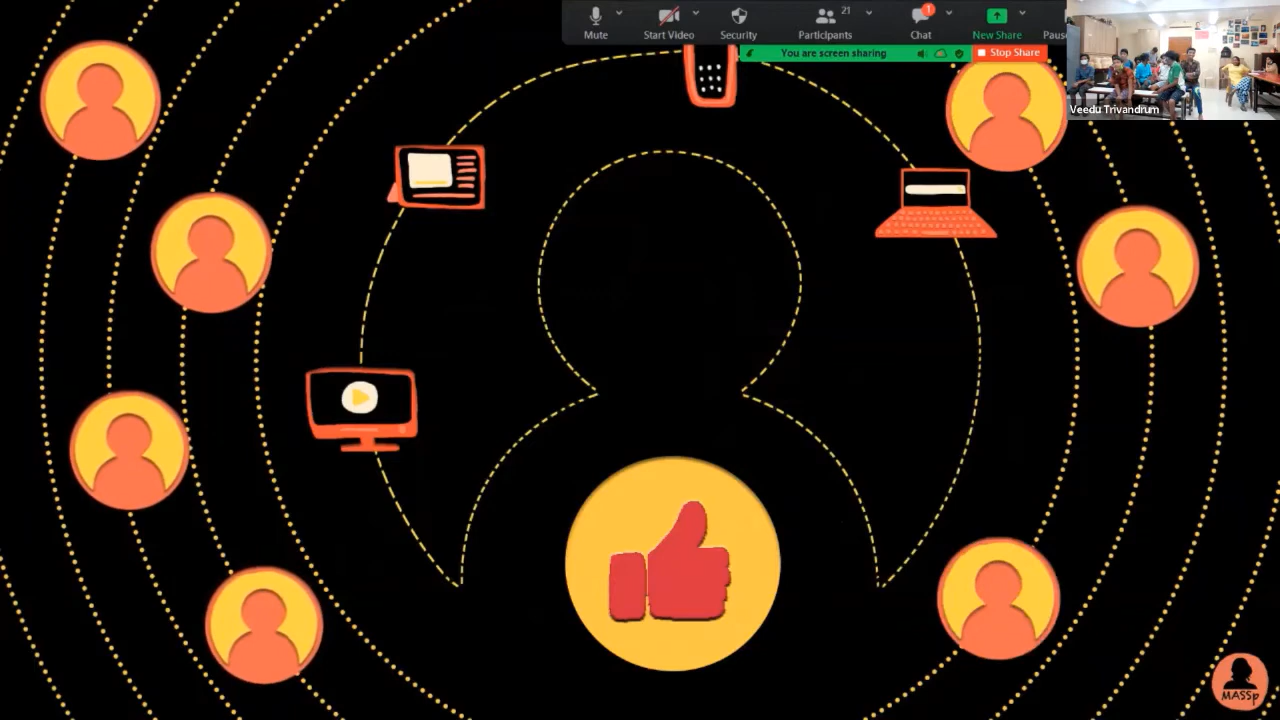 21
1
Mute
Start Video
Security
Participants
Chat
New Share
Paus
You are screen sharing
Stop Share
Veedu Trivandrum
MASSp